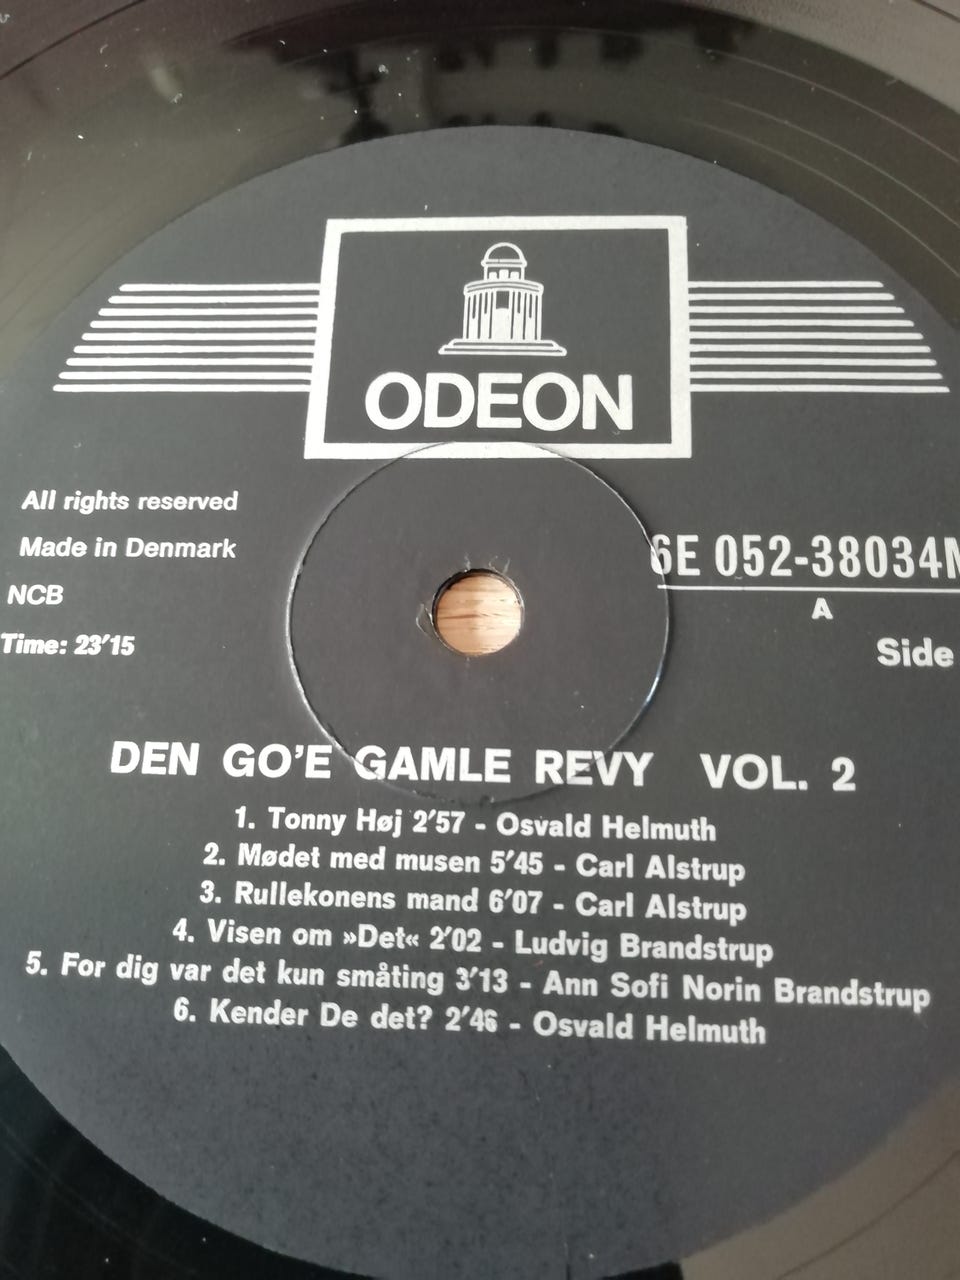 ODEON
All rights reserved
Made in Denmark
NCB
Time: 23'15
6E 052-38034M
A
Side
DEN GO'E GAMLE REVY VOL. 2
1. Tonny Høj 2'57 - Osvald Helmuth
2. Mødet med musen 5'45 - Carl Alstrup
3. Rullekonens mand 6'07 - Carl Alstrup
4. Visen om »Det« 2'02 - Ludvig Brandstrup
5. For dig var det kun småting 3'13 - Ann Sofi Norin Brandstrup
6. Kender De det? 2'46 - Osvald Helmuth